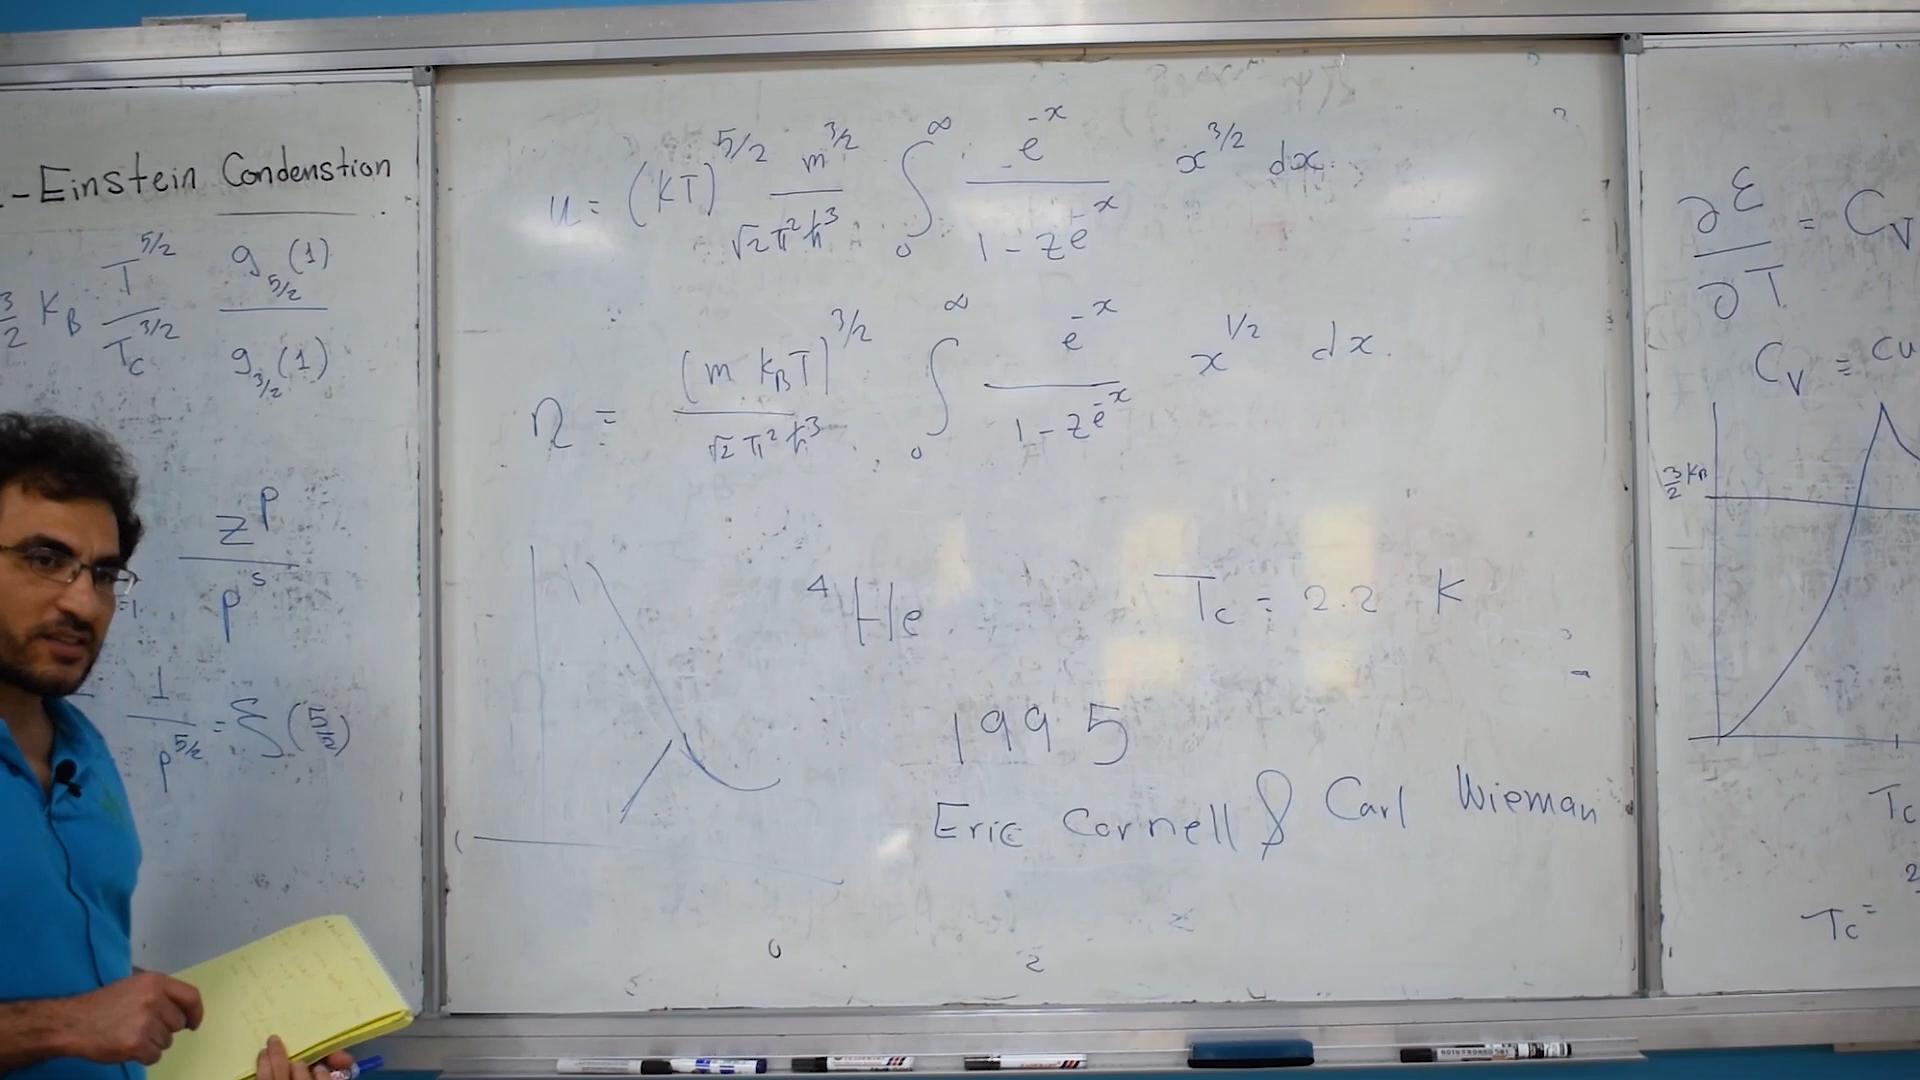 -Einstein Condenstion
3/2 K_B T^5/2 / T_c^3/2 g_5/2(1) / g_3/2(1)
z^p / p^s
=1
1 / p^5/2 = ξ(5/2)
u = (KT)^5/2 m^3/2 / √2 π² ħ³ ∫_0^∞ e^-x / 1 - z e^-x x^3/2 dx.
n = (m k_B T)^3/2 / √2 π² ħ³ ∫_0^∞ e^-x / 1 - z e^-x x^1/2 dx.
⁴He T_c = 2.2 K
1995
Eric Cornell & Carl Wieman
∂ε / ∂T = C_V
C_V =
3/2 K_B
T_c
T_c =